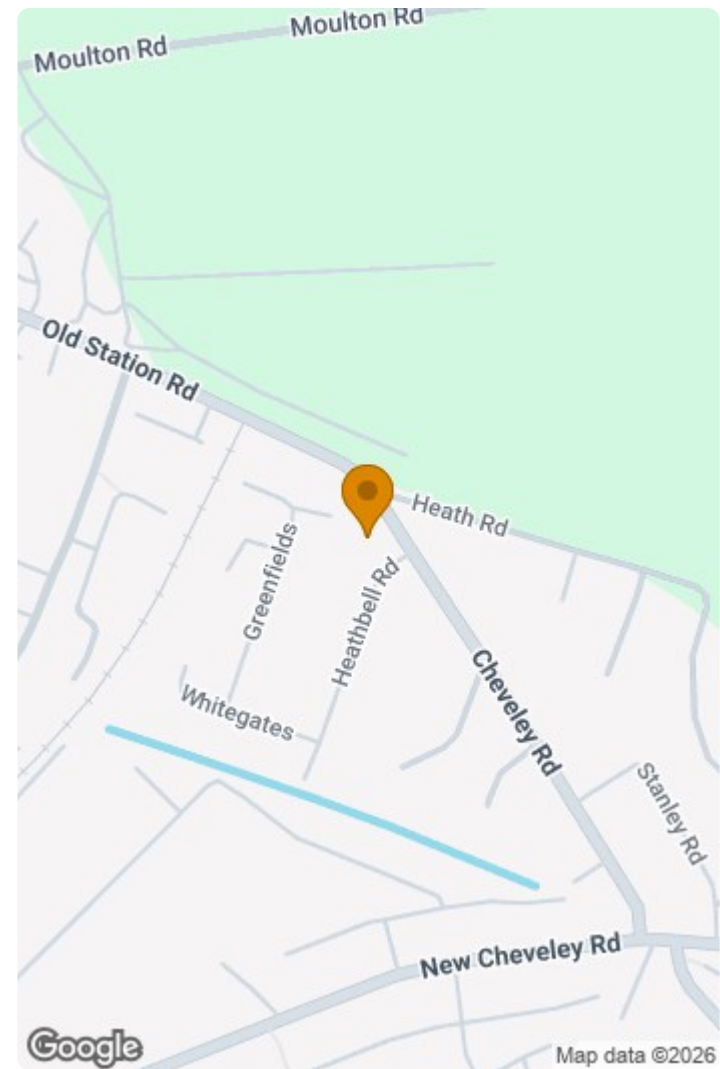 Moulton Rd
Moulton Rd
Old Station Rd
Heath Rd
Greenfields
Heathbell Rd
Whitegates
Cheveley Rd
Stanley Rd
New Cheveley Rd
Google
Map data ©2026